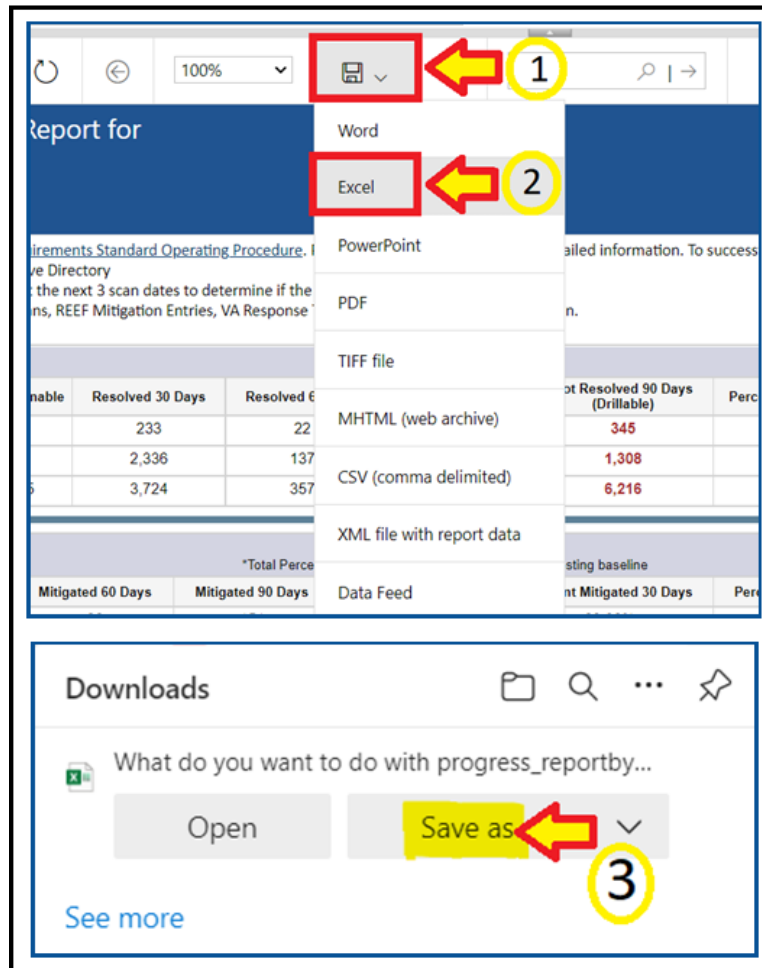 100%
1
Report for
Word
Excel
2
PowerPoint
irements Standard Operating Procedure.
ailed information. To success
ve Directory
the next 3 scan dates to determine if the
PDF
ns, REEF Mitigation Entries, VA Response
n.
TIFF file
nable Resolved 30 Days Resolved 6
ot Resolved 90 Days
(Drillable)
Perc
MHTML (web archive)
233 22 345
2,336 137 1,308
CSV (comma delimited)
3,724 357 6,216
XML file with report data
*Total Perce
sting baseline
Mitigated 60 Days Mitigated 90 Days
nt Mitigated 30 Days
Data Feed
Downloads
What do you want to do with progress_reportby...
Open Save as
3
See more